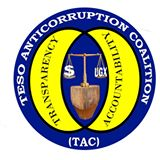 TESO ANTICORRUPTION COALITION
(TAC)
TRANSPARENCY
ACCOUNTABILITY
$
UGX